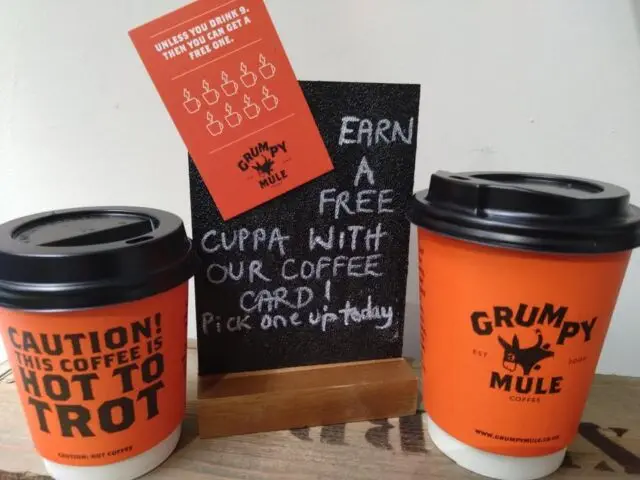 UNLESS YOU DRINK 9.
THEN YOU CAN GET A
FREE ONE.
GRUMPY
MULE
EARN
A
FREE
CUPPA WITH
OUR COFFEE
CARD!
Pick one up today
CAUTION!
THIS COFFEE IS
HOT TO
TROT
CAUTION: HOT COFFEE
GRUMPY
EST
MULE
COFFEE
WWW.GRUMPYMULE.CO.UK